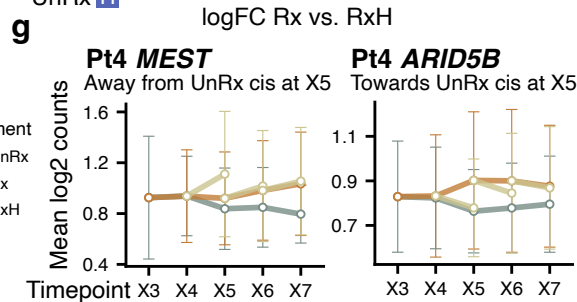 UnRx H
g
logFC Rx vs. RxH
Pt4 MEST
Away from UnRx cis at X5
Pt4 ARID5B
Towards UnRx cis at X5
Mean log2 counts
1.6
1.2
0.8
0.4
1.1
0.9
0.7
ment
nRx
x
xH
Timepoint X3 X4 X5 X6 X7
X3 X4 X5 X6 X7